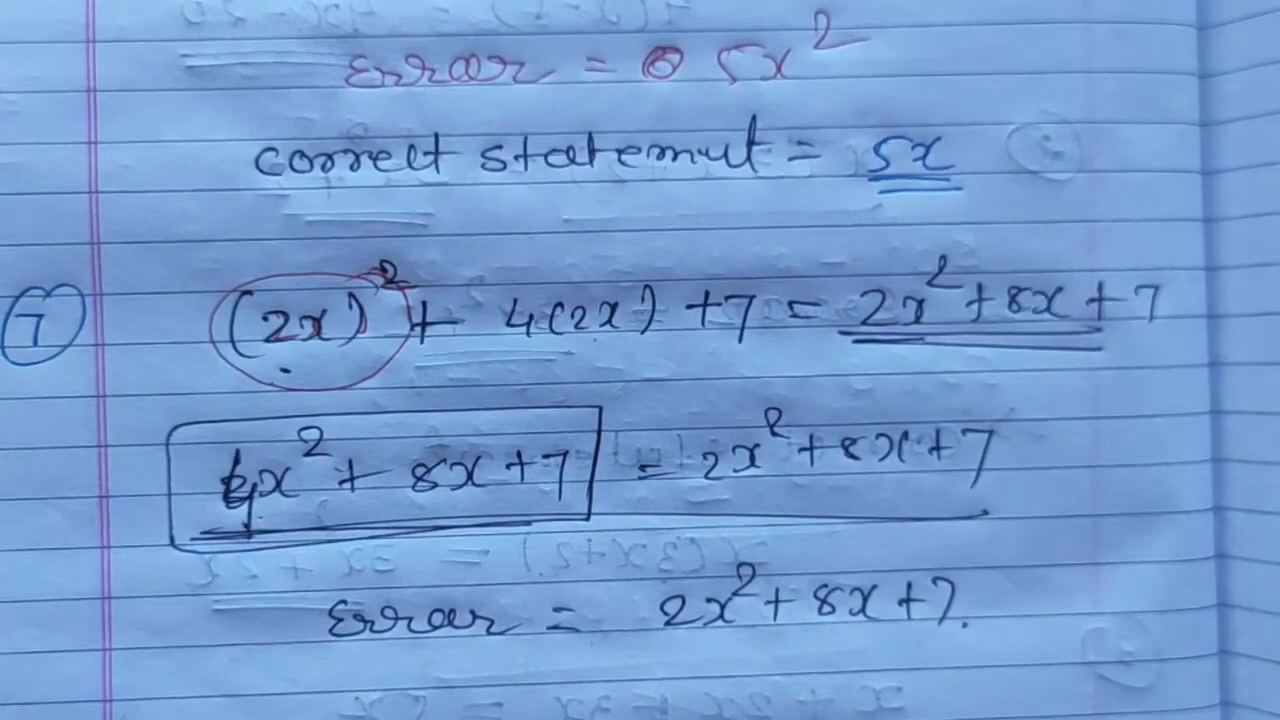 Error = 5x²
correct statemut = 5x
7 (2x)² + 4(2x) + 7 = 2x² + 8x + 7
4x² + 8x + 7 = 2x² + 8x + 7
Error = 2x² + 8x + 7.